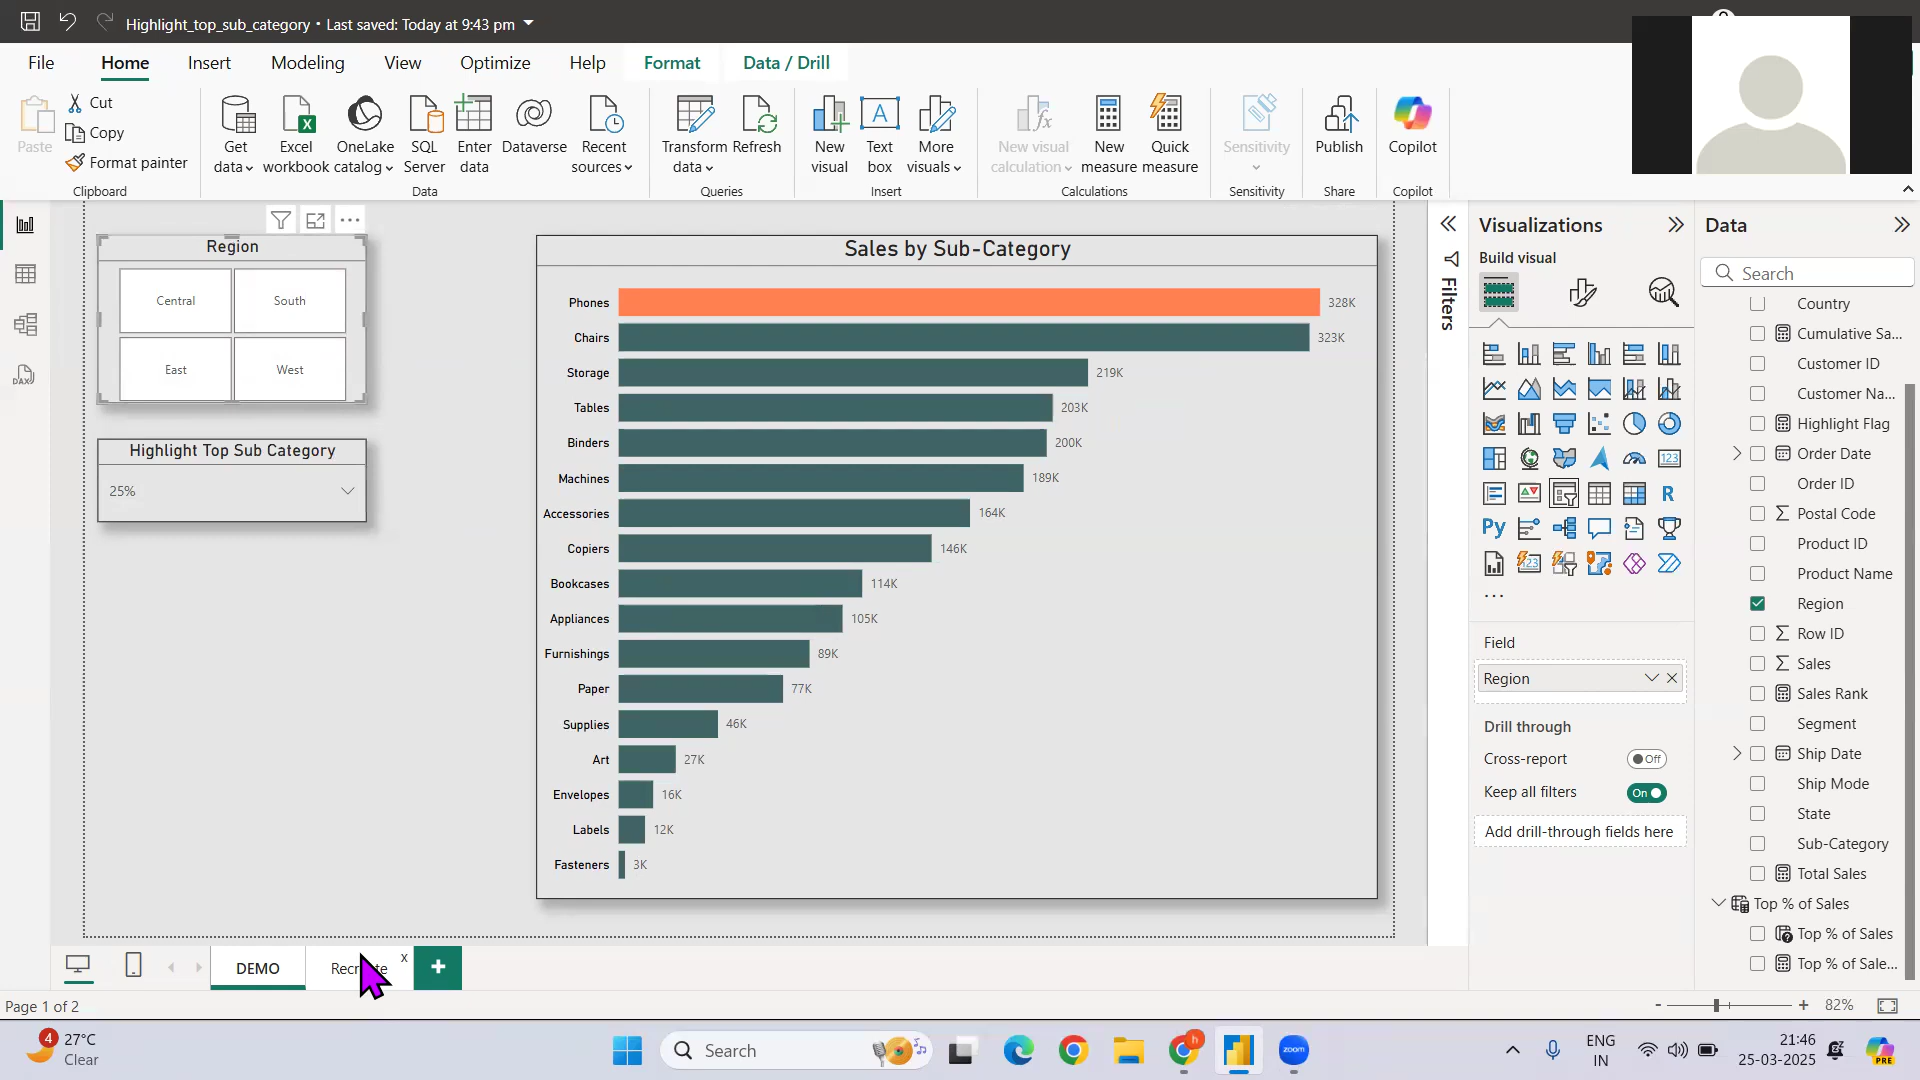 Highlight_top_sub_category • Last saved: Today at 9:43 pm
File Home Insert Modeling View Optimize Help Format Data / Drill
Paste
Cut
Copy
Format painter
Clipboard
Get data
Excel workbook
OneLake catalog
SQL Server
Enter data
Dataverse
Recent sources
Data
Transform data
Refresh
Queries
New visual
Text box
More visuals
Insert
New visual calculation
New measure
Quick measure
Calculations
Sensitivity
Sensitivity
Publish
Share
Copilot
Copilot
Region
Central South
East West
Highlight Top Sub Category
25%
Sales by Sub-Category
Phones 328K
Chairs 323K
Storage 219K
Tables 203K
Binders 200K
Machines 189K
Accessories 164K
Copiers 146K
Bookcases 114K
Appliances 105K
Furnishings 89K
Paper 77K
Supplies 46K
Art 27K
Envelopes 16K
Labels 12K
Fasteners 3K
Filters
Visualizations
Build visual
123
R
Py
123
...
Field
Region
Drill through
Cross-report Off
Keep all filters On
Add drill-through fields here
Data
Search
Country
Cumulative Sa...
Customer ID
Customer Na...
Highlight Flag
Order Date
Order ID
Postal Code
Product ID
Product Name
Region
Row ID
Sales
Sales Rank
Segment
Ship Date
Ship Mode
State
Sub-Category
Total Sales
Top % of Sales
Top % of Sales
Top % of Sale...
DAX
DEMO
x
+
Page 1 of 2
- + 82%
4
27°C
Clear
Search
h
zoom
ENG
IN
21:46
25-03-2025
PRE